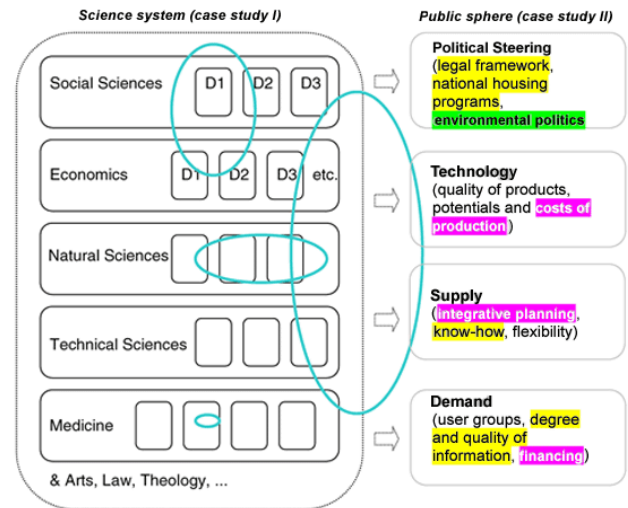 Science system (case study I)
Public sphere (case study II)
Social Sciences
D1 D2 D3
Economics
D1 D2 D3 etc.
Natural Sciences
Technical Sciences
Medicine
& Arts, Law, Theology, ...
Political Steering
(legal framework,
national housing
programs,
environmental politics
Technology
(quality of products,
potentials and costs of
production)
Supply
(integrative planning,
know-how, flexibility)
Demand
(user groups, degree
and quality of
information, financing)